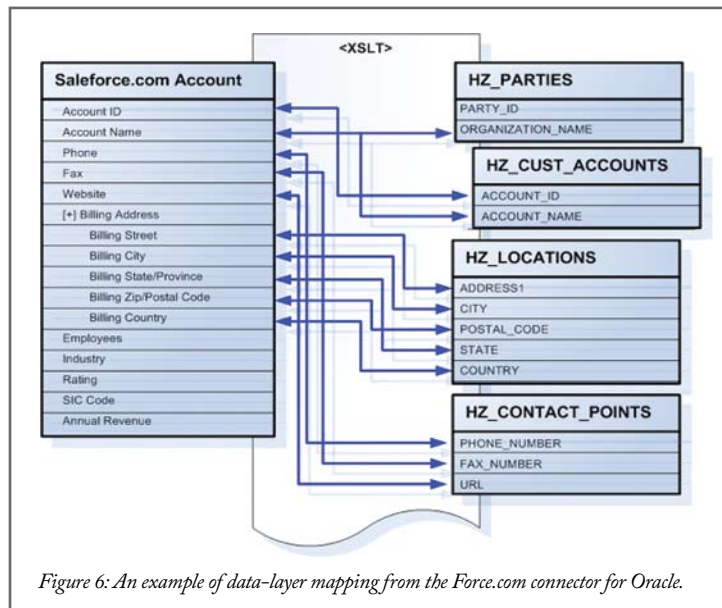 <XSLT>
Saleforce.com Account
Account ID
Account Name
Phone
Fax
Website
[+] Billing Address
Billing Street
Billing City
Billing State/Province
Billing Zip/Postal Code
Billing Country
Employees
Industry
Rating
SIC Code
Annual Revenue
HZ_PARTIES
PARTY_ID
ORGANIZATION_NAME
HZ_CUST_ACCOUNTS
ACCOUNT_ID
ACCOUNT_NAME
HZ_LOCATIONS
ADDRESS1
CITY
POSTAL_CODE
STATE
COUNTRY
HZ_CONTACT_POINTS
PHONE_NUMBER
FAX_NUMBER
URL
Figure 6: An example of data-layer mapping from the Force.com connector for Oracle.